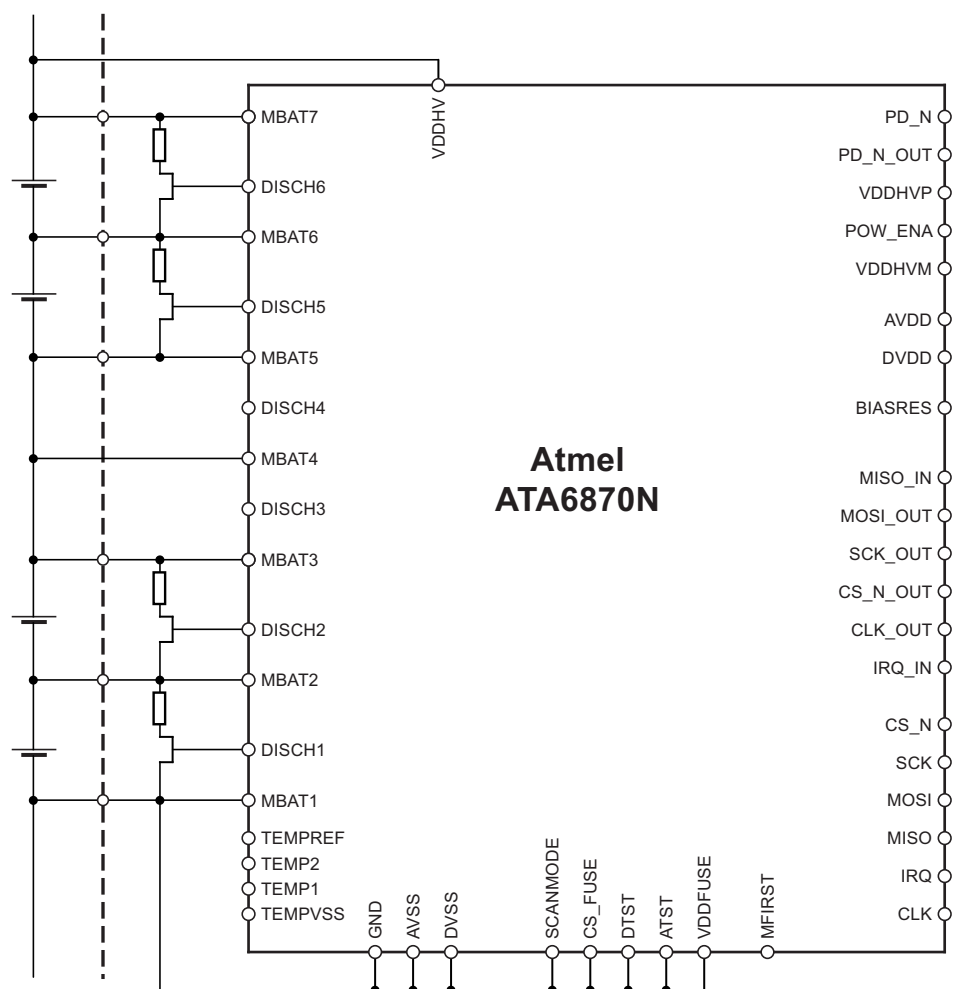 VDDHV
MBAT7
DISCH6
MBAT6
DISCH5
MBAT5
DISCH4
MBAT4
DISCH3
MBAT3
DISCH2
MBAT2
DISCH1
MBAT1
TEMPREF
TEMP2
TEMP1
TEMPVSS
Atmel
ATA6870N
PD_N
PD_N_OUT
VDDHVP
POW_ENA
VDDHVM
AVDD
DVDD
BIASRES
MISO_IN
MOSI_OUT
SCK_OUT
CS_N_OUT
CLK_OUT
IRQ_IN
CS_N
SCK
MOSI
MISO
IRQ
CLK
GND
AVSS
DVSS
SCANMODE
CS_FUSE
DTST
ATST
VDDFUSE
MFIRST